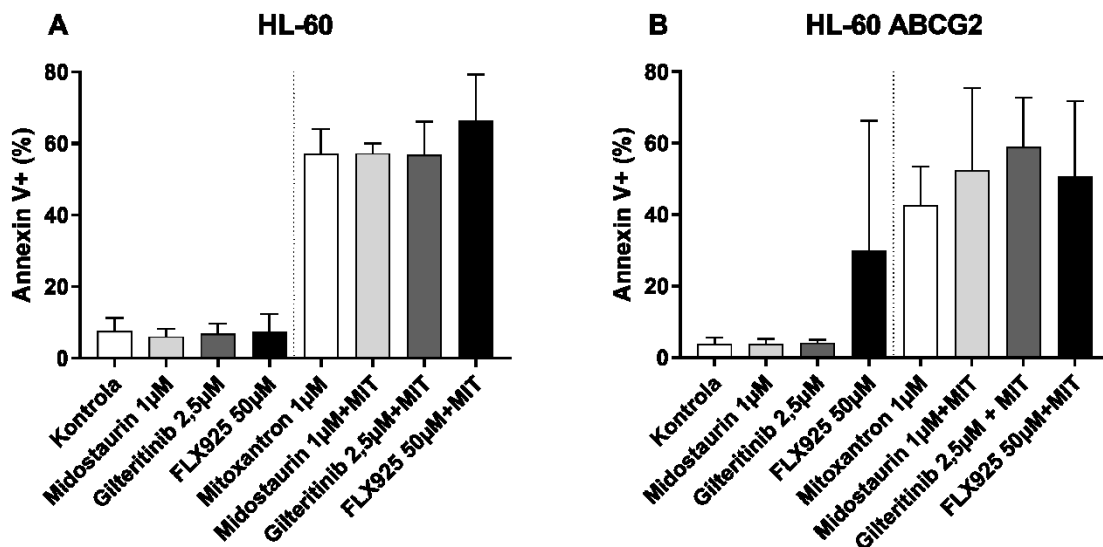 A
HL-60
Annexin V+ (%)
80
60
40
20
0
Kontrola
Midostaurin 1µM
Gilteritinib 2,5µM
FLX925 50µM
Mitoxantron 1µM
Midostaurin 1µM+MIT
Gilteritinib 2,5µM+MIT
FLX925 50µM+MIT
B
HL-60 ABCG2
Annexin V+ (%)
80
60
40
20
0
Kontrola
Midostaurin 1µM
Gilteritinib 2,5µM
FLX925 50µM
Mitoxantron 1µM
Midostaurin 1µM+MIT
Gilteritinib 2,5µM + MIT
FLX925 50µM+MIT